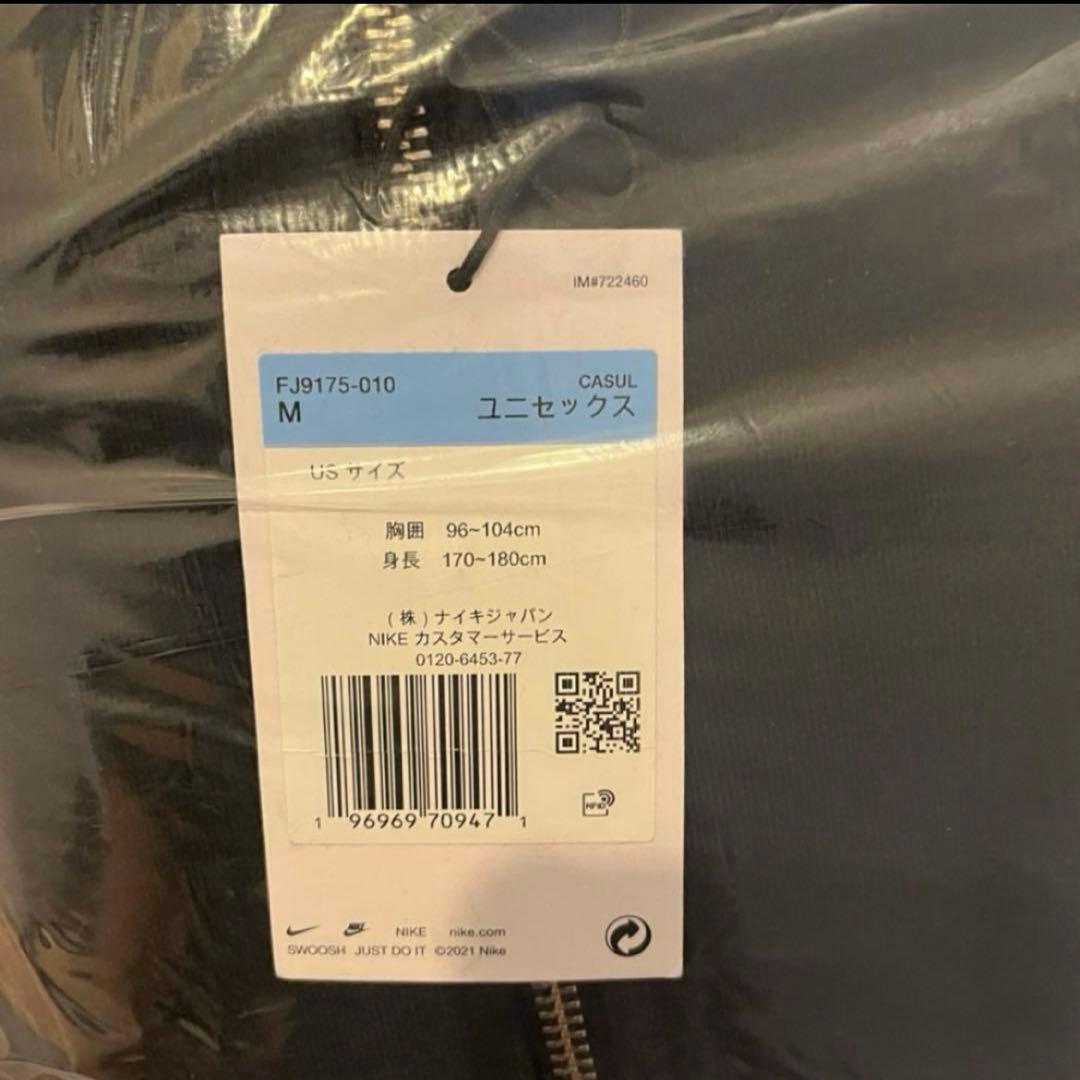 IM#722460
FJ9175-010 CASUL
M ユニセックス
US サイズ
胸囲 96~104cm
身長 170~180cm
(株)ナイキジャパン
NIKE カスタマーサービス
0120-6453-77
1 96969 70947 1
RFID
NIKE nike.com
SWOOSH JUST DO IT ©2021 Nike